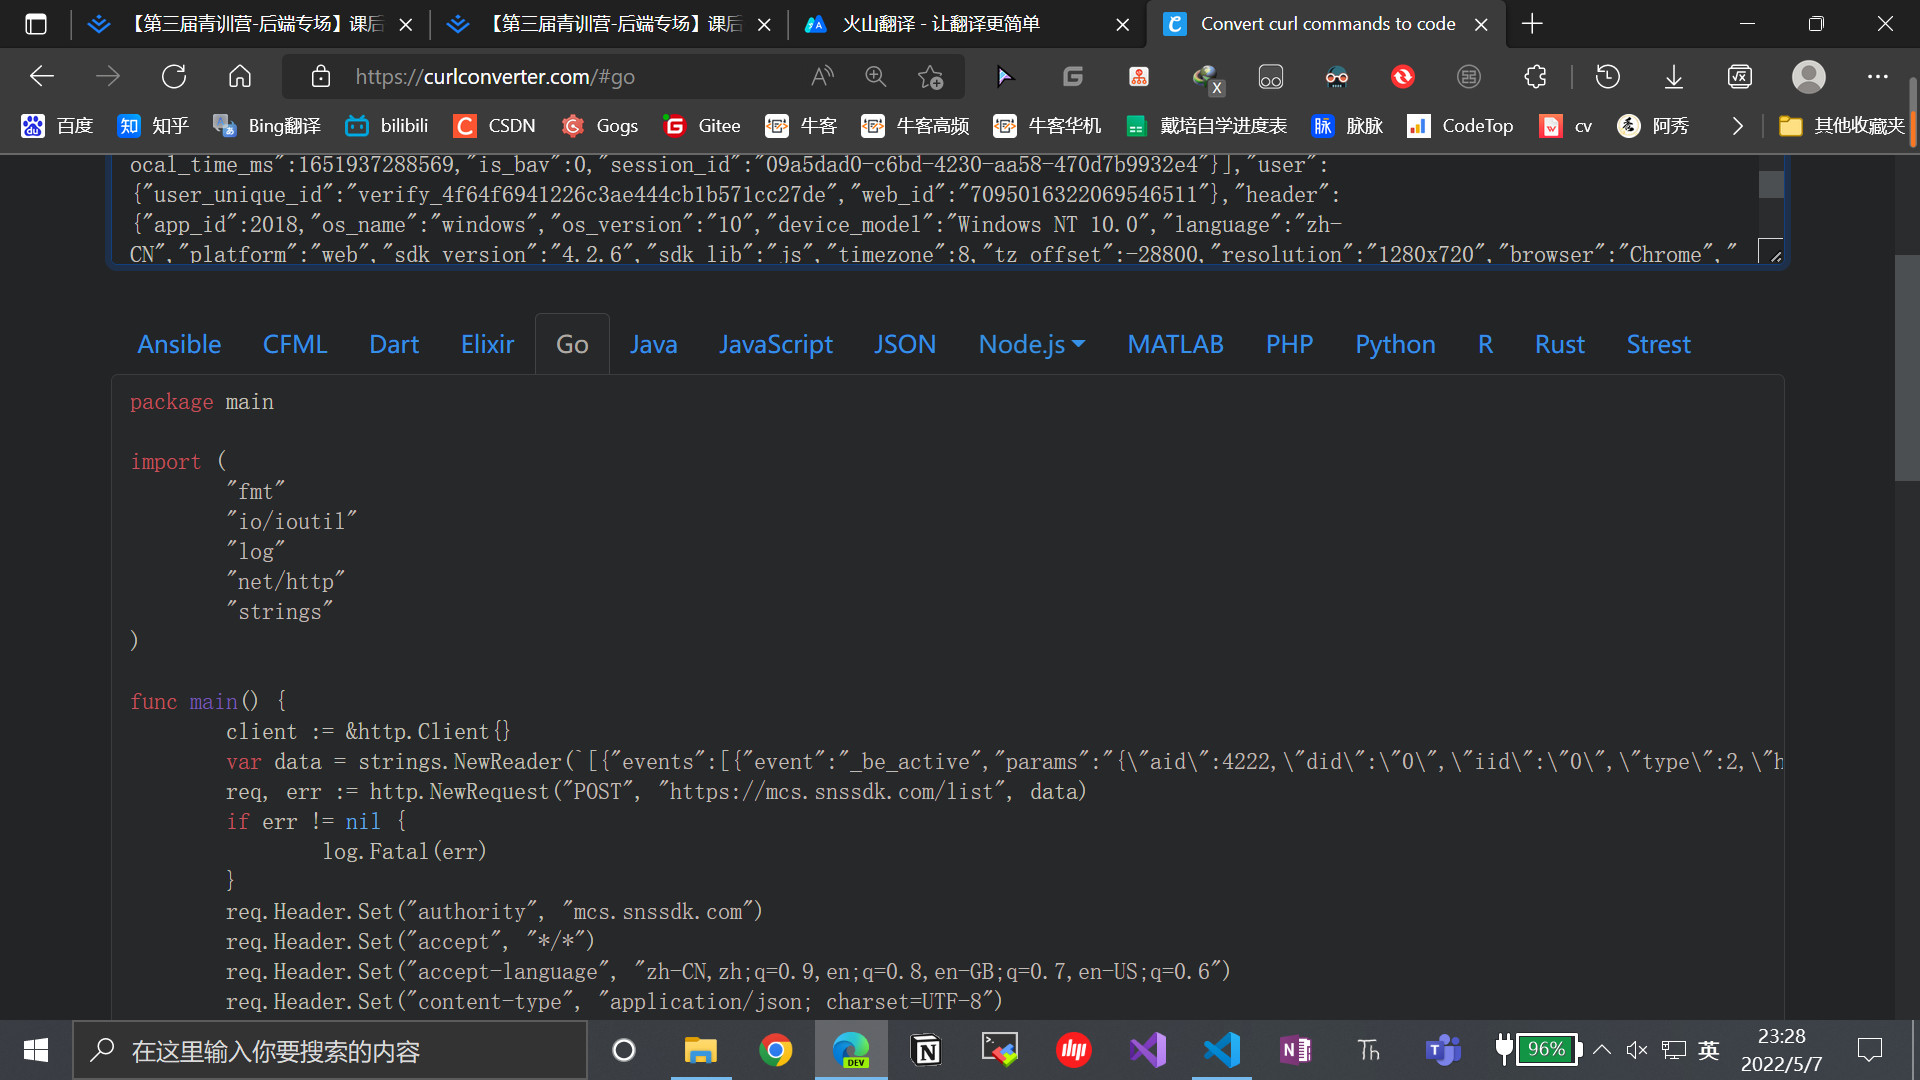 【第三届青训营-后端专场】课后
【第三届青训营-后端专场】课后
火山翻译 - 让翻译更简单
Convert curl commands to code
https://curlconverter.com/#go
百度
知乎
Bing翻译
bilibili
CSDN
Gogs
Gitee
牛客
牛客高频
牛客华机
戴培自学进度表
脉脉
CodeTop
cv
阿秀
其他收藏夹
ocal_time_ms":1651937288569,"is_bav":0,"session_id":"09a5dad0-c6bd-4230-aa58-470d7b9932e4"}],"user":
{"user_unique_id":"verify_4f64f6941226c3ae444cb1b571cc27de","web_id":"7095016322069546511"},"header":
{"app_id":2018,"os_name":"windows","os_version":"10","device_model":"Windows NT 10.0","language":"zh-
CN","platform":"web","sdk_version":"4.2.6","sdk_lib":"js","timezone":8,"tz_offset":-28800,"resolution":"1280x720","browser":"Chrome","
Ansible CFML Dart Elixir Go Java JavaScript JSON Node.js MATLAB PHP Python R Rust Strest
package main
import (
"fmt"
"io/ioutil"
"log"
"net/http"
"strings"
)
func main() {
client := &http.Client{}
var data = strings.NewReader(`[{"events":[{"event":"_be_active","params":"{\"aid\":4222,\"did\":\"0\",\"iid\":\"0\",\"type\":2,\"h
req, err := http.NewRequest("POST", "https://mcs.snssdk.com/list", data)
if err != nil {
log.Fatal(err)
}
req.Header.Set("authority", "mcs.snssdk.com")
req.Header.Set("accept", "*/*")
req.Header.Set("accept-language", "zh-CN,zh;q=0.9,en;q=0.8,en-GB;q=0.7,en-US;q=0.6")
req.Header.Set("content-type", "application/json; charset=UTF-8")
在这里输入你要搜索的内容
DEV
96%
英
23:28
2022/5/7